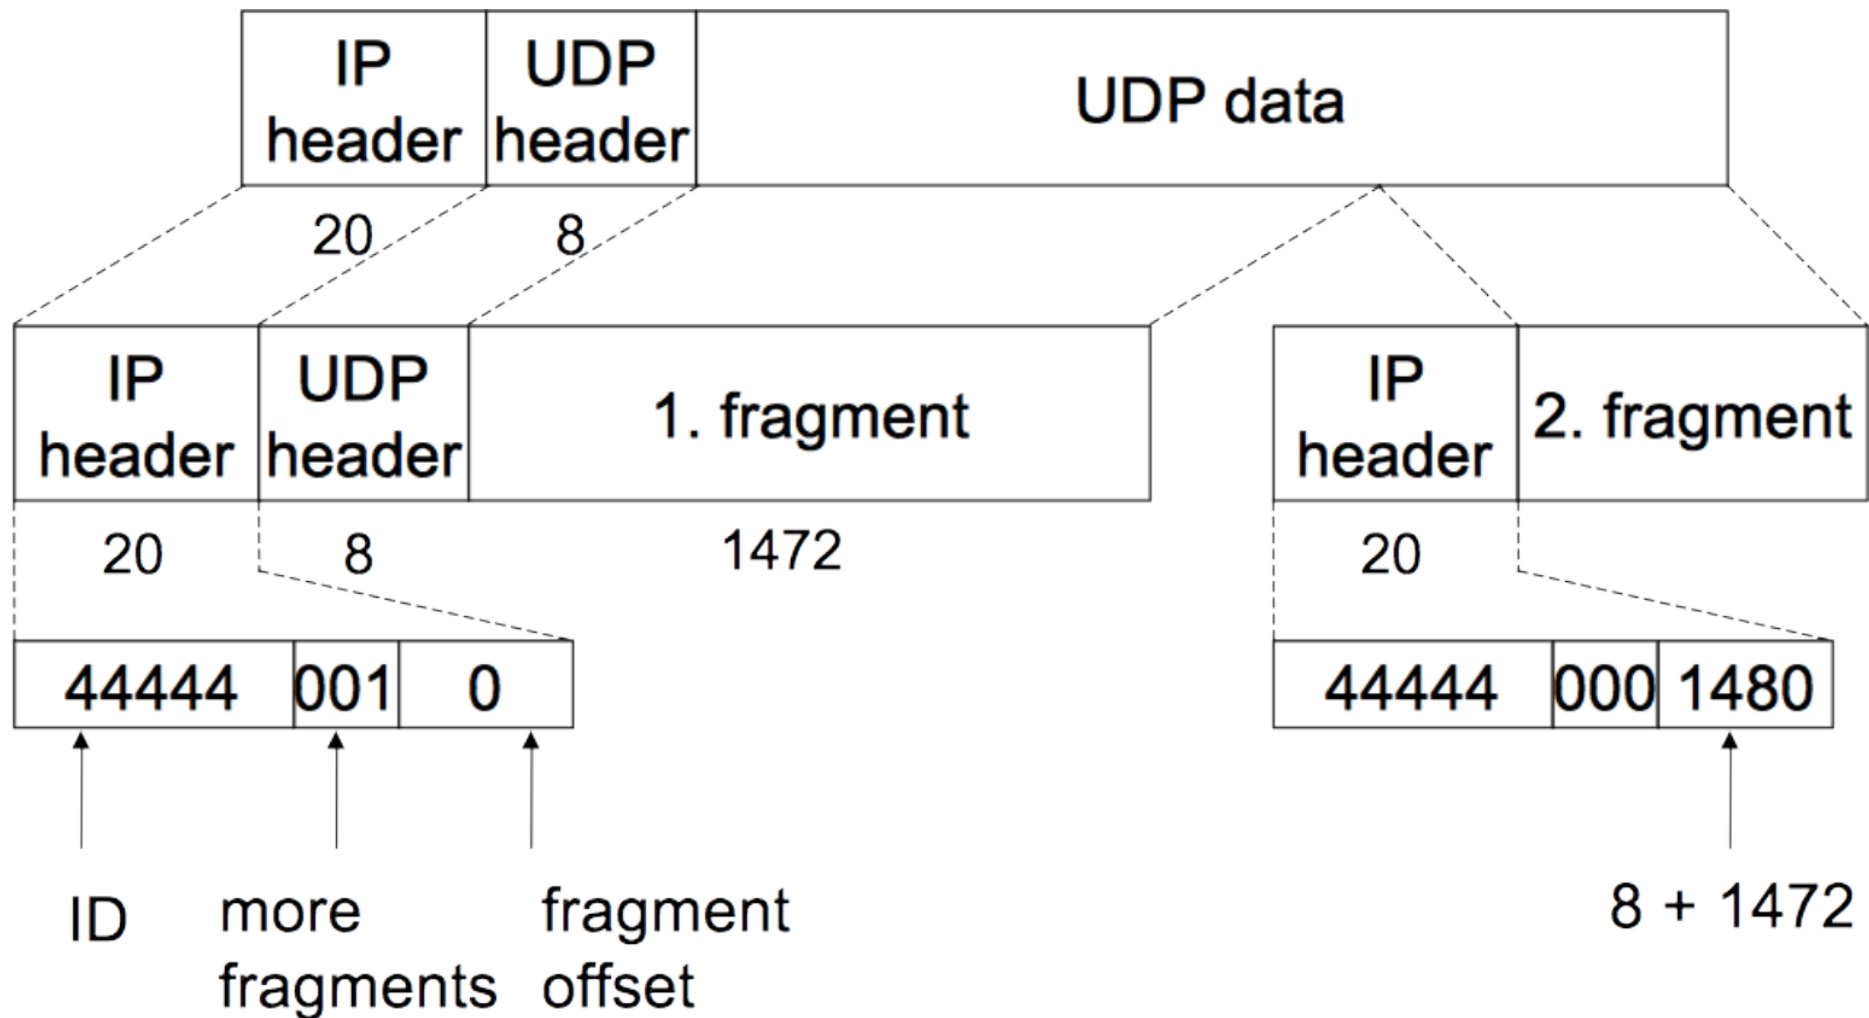 IP
header
UDP
header
UDP data
20
8
IP
header
UDP
header
1. fragment
IP
header
2. fragment
20
8
1472
20
44444
001
0
44444
000
1480
ID
more
fragments
fragment
offset
8 + 1472